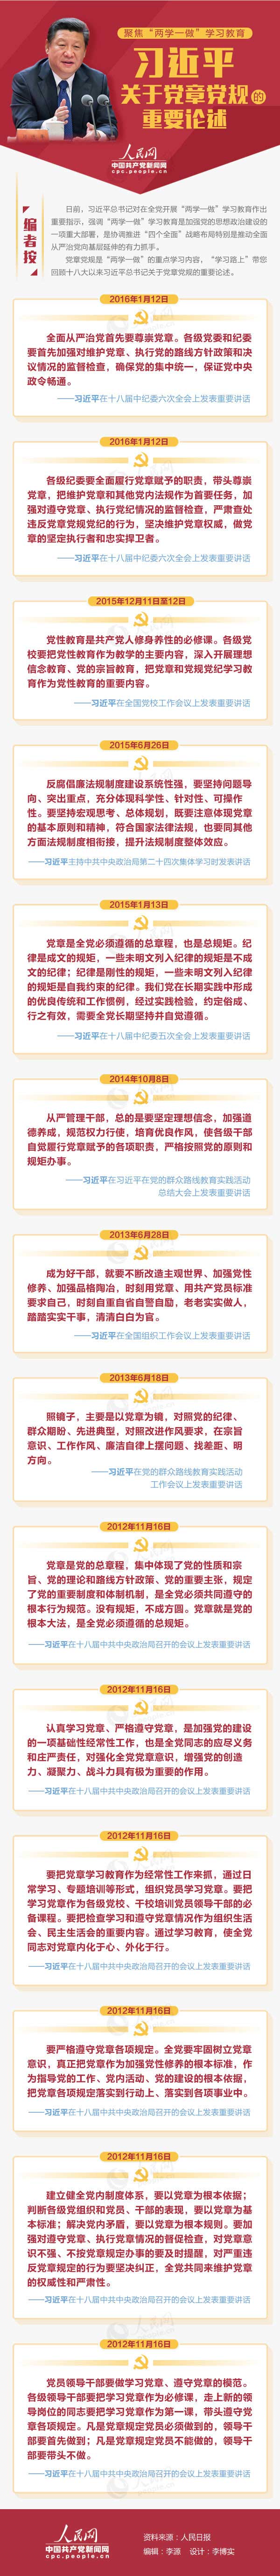 聚焦“两学一做”学习教育
习近平
关于党章党规的
重要论述
人民网
中国共产党新闻网
cpc.people.cn
编者按
日前，习近平总书记对在全党开展“两学一做”学习教育作出
重要指示，强调“两学一做”学习教育是加强党的思想政治建设的
一项重大部署，是协调推进“四个全面”战略布局特别是推动全面
从严治党向基层延伸的有力抓手。
党章党规是“两学一做”的重点学习内容，“学习路上”带您
回顾十八大以来习近平总书记关于党章党规的重要论述。
2016年1月12日
全面从严治党首先要尊崇党章。各级党委和纪委
要首先加强对维护党章、执行党的路线方针政策和决
议情况的监督检查，确保党的集中统一，保证党中央
政令畅通。
——习近平在十八届中纪委六次全会上发表重要讲话
2016年1月12日
各级纪委要全面履行党章赋予的职责，带头尊崇
党章，把维护党章和其他党内法规作为首要任务，加
强对遵守党章、执行党纪情况的监督检查，严肃查处
违反党章党规党纪的行为，坚决维护党章权威，做党
章的坚定执行者和忠实捍卫者。
——习近平在十八届中纪委六次全会上发表重要讲话
2015年12月11日至12日
党性教育是共产党人修身养性的必修课。各级党
校要把党性教育作为教学的主要内容，深入开展理想
信念教育、党的宗旨教育，把党章和党规党纪学习教
育作为党性教育的重要内容。
——习近平在全国党校工作会议上发表重要讲话
2015年6月26日
反腐倡廉法规制度建设系统性强，要坚持问题导
向、突出重点，充分体现科学性、针对性、可操作
性。要坚持宏观思考、总体规划，既要注意体现党章
的基本原则和精神，符合国家法律法规，也要同其他
方面法规制度相衔接，提升法规制度整体效应。
——习近平主持中共中央政治局第二十四次集体学习时发表讲话
2015年1月13日
党章是全党必须遵循的总章程，也是总规矩。纪
律是成文的规矩，一些未明文列入纪律的规矩是不成
文的纪律；纪律是刚性的规矩，一些未明文列入纪律
的规矩是自我约束的纪律。我们党在长期实践中形成
的优良传统和工作惯例，经过实践检验，约定俗成、
行之有效，需要全党长期坚持并自觉遵循。
——习近平在十八届中纪委五次全会上发表重要讲话
2014年10月8日
从严管理干部，总的是要坚定理想信念，加强道
德养成，规范权力行使，培育优良作风，使各级干部
自觉履行党章赋予的各项职责，严格按照党的原则和
规矩办事。
——习近平在习近平在党的群众路线教育实践活动
总结大会上发表重要讲话
2013年6月28日
成为好干部，就要不断改造主观世界、加强党性
修养、加强品格陶冶，时刻用党章、用共产党员标准
要求自己，时刻自重自省自警自励，老老实实做人，
踏踏实实干事，清清白白为官。
——习近平在全国组织工作会议上发表重要讲话
2013年6月18日
照镜子，主要是以党章为镜，对照党的纪律、
群众期盼、先进典型，对照改进作风要求，在宗旨
意识、工作作风、廉洁自律上摆问题、找差距、明
方向。
——习近平在党的群众路线教育实践活动
工作会议上发表重要讲话
2012年11月16日
党章是党的总章程，集中体现了党的性质和宗
旨、党的理论和路线方针政策、党的重要主张，规定
了党的重要制度和体制机制，是全党必须共同遵守的
根本行为规范。没有规矩，不成方圆。党章就是党的
根本大法，是全党必须遵循的总规矩。
——习近平在十八届中共中央政治局召开的会议上发表重要讲话
2012年11月16日
认真学习党章、严格遵守党章，是加强党的建设
的一项基础性经常性工作，也是全党同志的应尽义务
和庄严责任，对强化全党党章意识，增强党的创造
力、凝聚力、战斗力具有极为重要的作用。
——习近平在十八届中共中央政治局召开的会议上发表重要讲话
2012年11月16日
要把党章学习教育作为经常性工作来抓，通过日
常学习、专题培训等形式，组织党员学习党章。要把
学习党章作为各级党校、干校培训党员领导干部的必
备课程。要把检查学习和遵守党章情况作为组织生活
会、民主生活会的重要内容。通过学习教育，使全党
同志对党章内化于心、外化于行。
——习近平在十八届中共中央政治局召开的会议上发表重要讲话
2012年11月16日
要严格遵守党章各项规定。全党要牢固树立党章
意识，真正把党章作为加强党性修养的根本标准，作
为指导党的工作、党内活动、党的建设的根本依据，
把党章各项规定落实到行动上、落实到各项事业中。
——习近平在十八届中共中央政治局召开的会议上发表重要讲话
2012年11月16日
建立健全党内制度体系，要以党章为根本依据；
判断各级党组织和党员、干部的表现，要以党章为基
本标准；解决党内矛盾，要以党章为根本规则。要加
强对遵守党章、执行党章情况的督促检查，对党章意
识不强、不按党章规定办事的要及时提醒，对严重违
反党章规定的行为要坚决纠正，全党共同来维护党章
的权威性和严肃性。
——习近平在十八届中共中央政治局召开的会议上发表重要讲话
2012年11月16日
党员领导干部要做学习党章、遵守党章的模范。
各级领导干部要把学习党章作为必修课，走上新的领
导岗位的同志要把学习党章作为第一课，带头遵守党
章各项规定。凡是党章规定党员必须做到的，领导干
部要首先做到；凡是党章规定党员不能做的，领导干
部要带头不做。
——习近平在十八届中共中央政治局召开的会议上发表重要讲话
人民网
中国共产党新闻网
cpc.people.com.cn
资料来源：人民日报
编辑：李源 设计：李博实